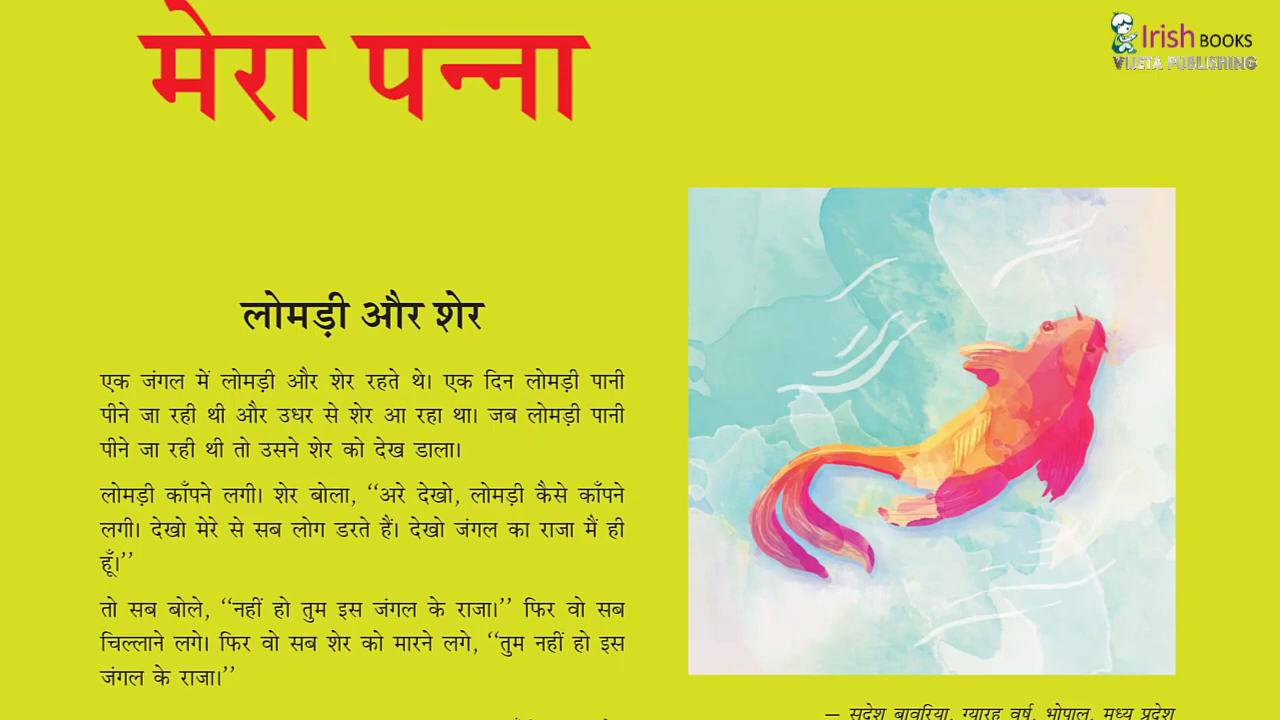 मेरा पन्ना
Irish BOOKS
VIJETA PUBLISHING
लोमड़ी और शेर
एक जंगल में लोमड़ी और शेर रहते थे। एक दिन लोमड़ी पानी
पीने जा रही थी और उधर से शेर आ रहा था। जब लोमड़ी पानी
पीने जा रही थी तो उसने शेर को देख डाला।
लोमड़ी काँपने लगी। शेर बोला, ‘‘अरे देखो, लोमड़ी कैसे काँपने
लगी। देखो मेरे से सब लोग डरते हैं। देखो जंगल का राजा मैं ही
हूँ।’’
तो सब बोले, ‘‘नहीं हो तुम इस जंगल के राजा।’’ फिर वो सब
चिल्लाने लगे। फिर वो सब शेर को मारने लगे, ‘‘तुम नहीं हो इस
जंगल के राजा।’’
– सुदेश बावरिया, ग्यारह वर्ष, भोपाल, मध्य प्रदेश